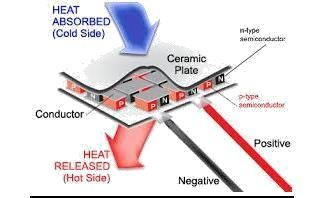 HEAT
ABSORBED
(Cold Side)
n-type
semiconductor
Ceramic
Plate
p-type
semiconductor
Conductor
P N P N P N P N
HEAT
RELEASED
(Hot Side)
Positive
Negative